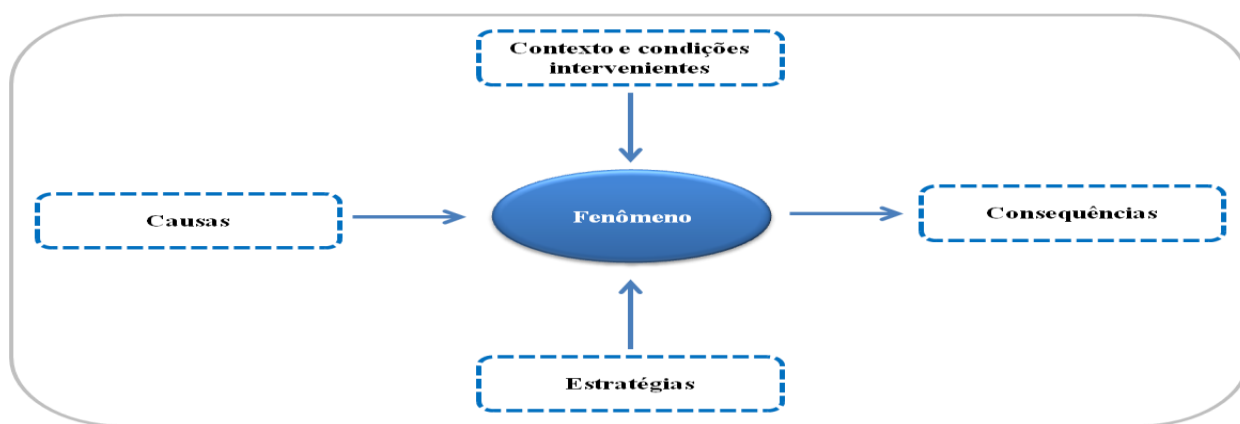 Contexto e condições
intervenientes
Causas
Fenômeno
Consequências
Estratégias